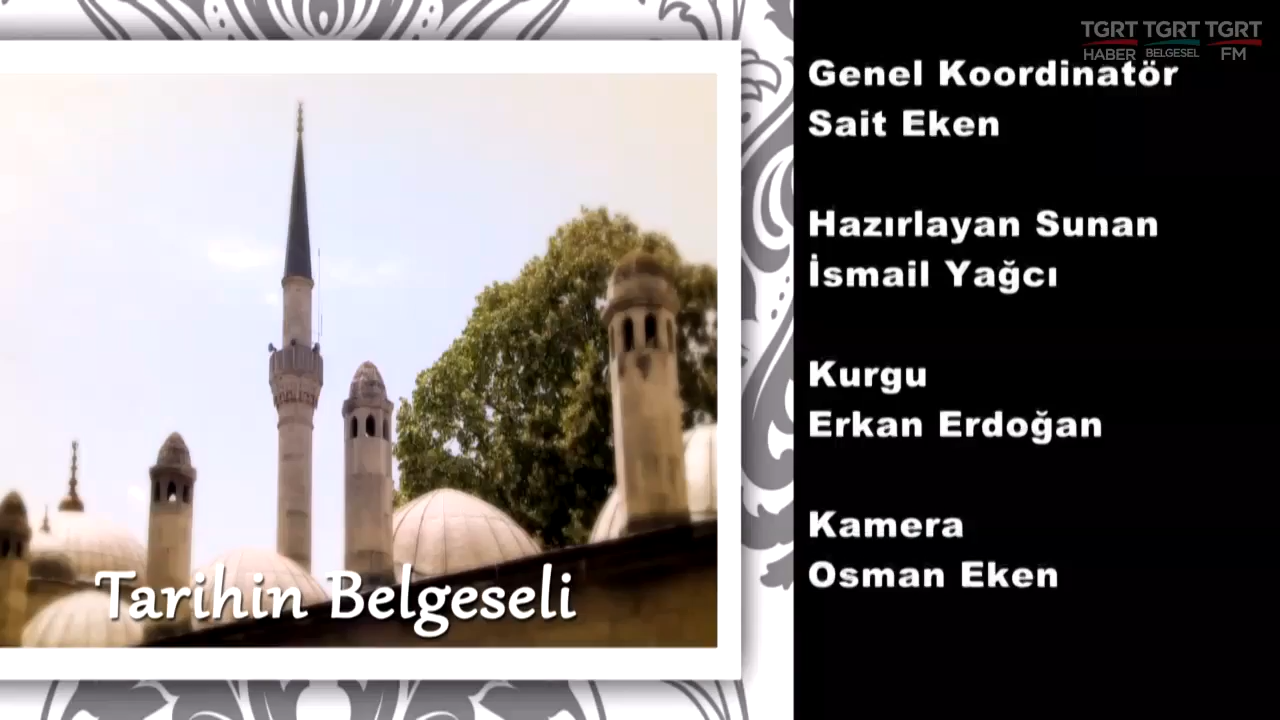 TGRT TGRT TGRT
HABER BELGESEL FM
Genel Koordinatör
Sait Eken
Hazırlayan Sunan
İsmail Yağcı
Kurgu
Erkan Erdoğan
Kamera
Osman Eken
Tarihin Belgeseli